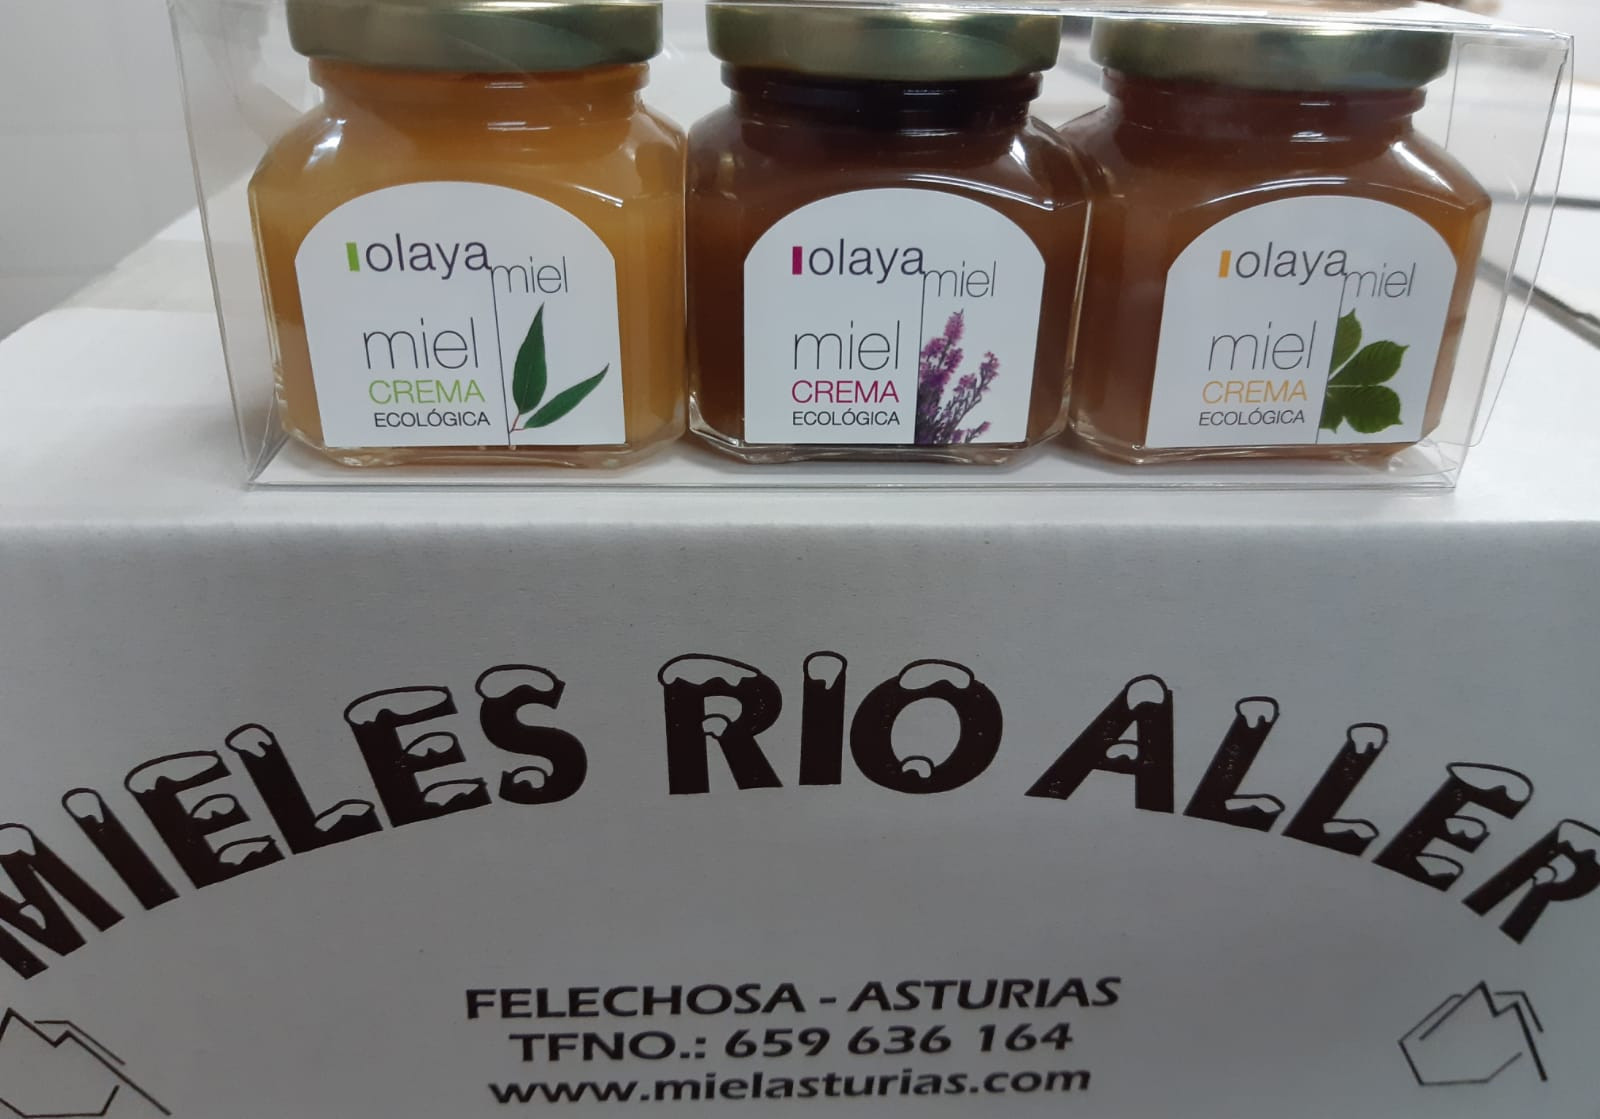 olaya miel
miel
CREMA
ECOLÓGICA
olaya miel
miel
CREMA
ECOLÓGICA
olaya miel
miel
CREMA
ECOLÓGICA
MIELES RIO ALLER
FELECHOSA - ASTURIAS
TFNO.: 659 636 164
www.mielasturias.com